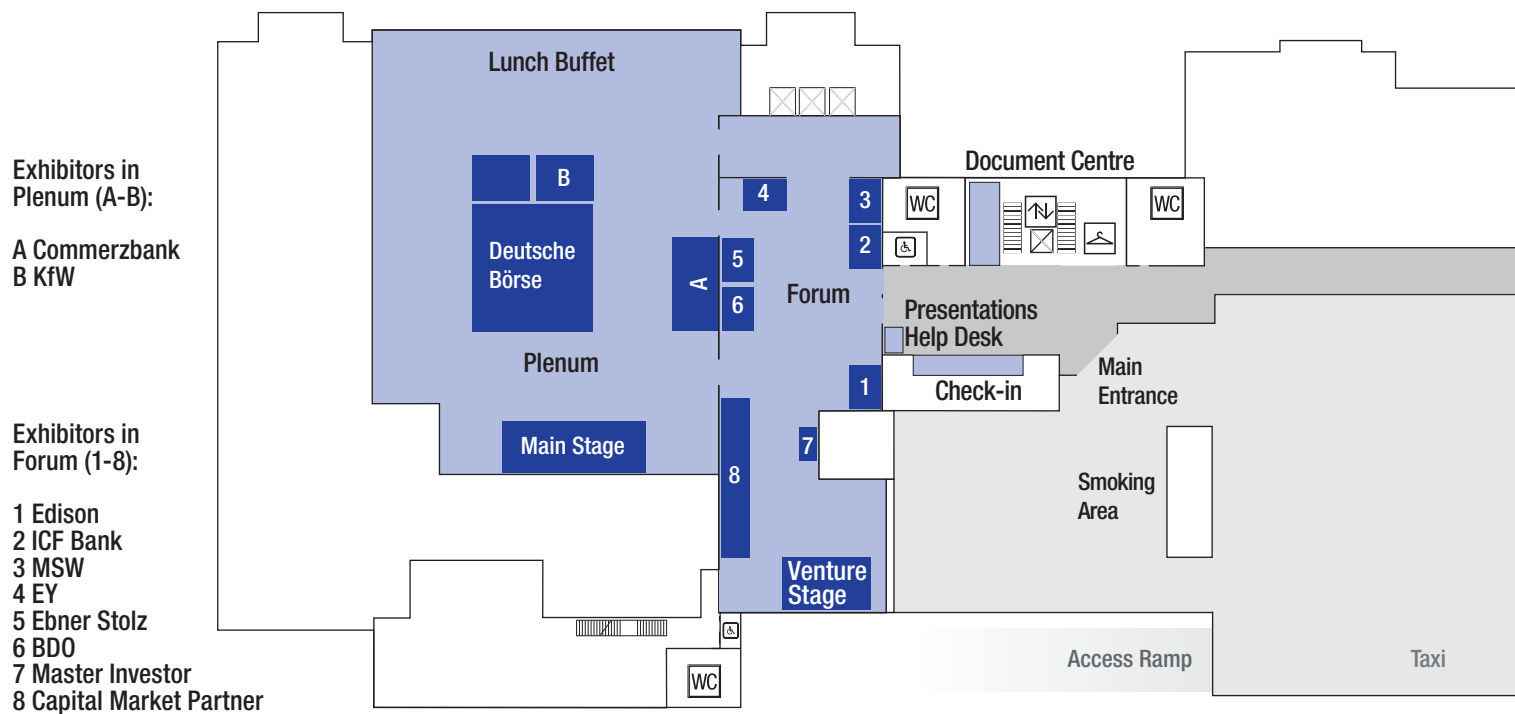 Exhibitors in
Plenum (A-B):
A Commerzbank
B KfW
Exhibitors in
Forum (1-8):
1 Edison
2 ICF Bank
3 MSW
4 EY
5 Ebner Stolz
6 BDO
7 Master Investor
8 Capital Market Partner
Lunch Buffet
B
Deutsche
Börse
A
Plenum
Main Stage
4
3
2
5
6
Forum
1
7
8
Venture
Stage
Document Centre
WC
WC
Presentations
Help Desk
Check-in
Main
Entrance
Smoking
Area
Access Ramp
Taxi
WC